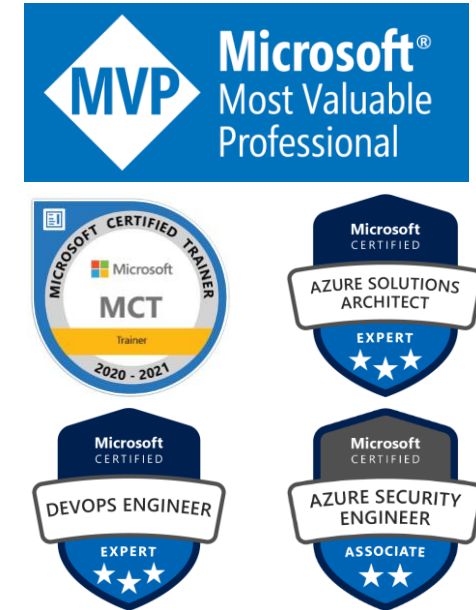 MVP
Microsoft®
Most Valuable
Professional
MICROSOFT CERTIFIED TRAINER
Microsoft
MCT
Trainer
2020 - 2021
Microsoft
CERTIFIED
AZURE SOLUTIONS
ARCHITECT
EXPERT
Microsoft
CERTIFIED
DEVOPS ENGINEER
EXPERT
Microsoft
CERTIFIED
AZURE SECURITY
ENGINEER
ASSOCIATE